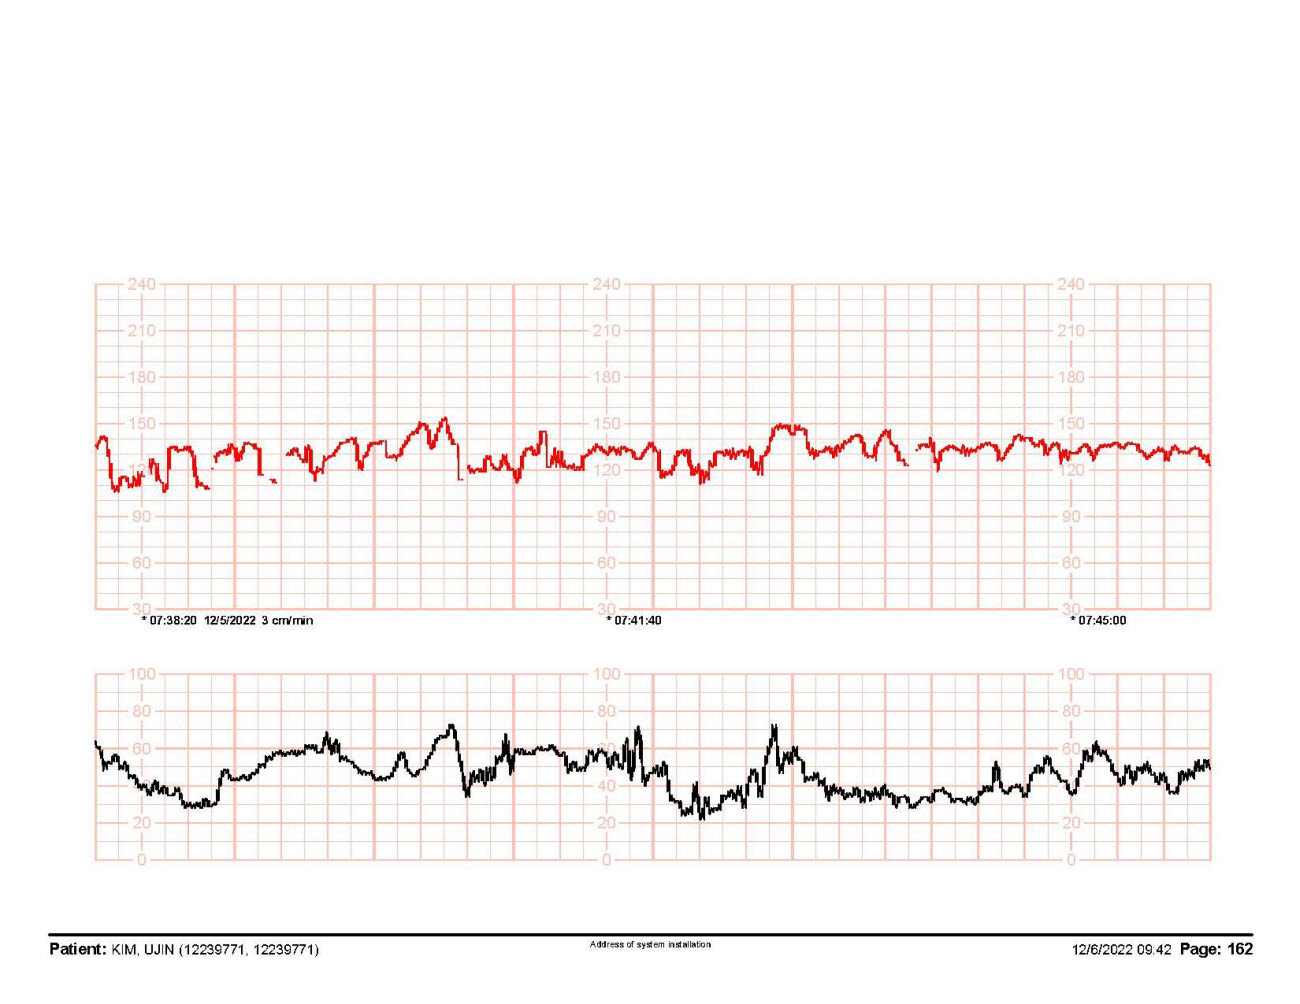 240 240 240
210 210 210
180 180 180
150 150 150
120 120 120
90 90 90
60 60 60
30 30 30
* 07:38:20 12/5/2022 3 cm/min * 07:41:40 * 07:45:00
100 100 100
80 80 80
60 60 60
40 40 40
20 20 20
0 0 0
Patient: KIM, UJIN (12239771, 12239771) Address of system installation 12/6/2022 09:42 Page: 162